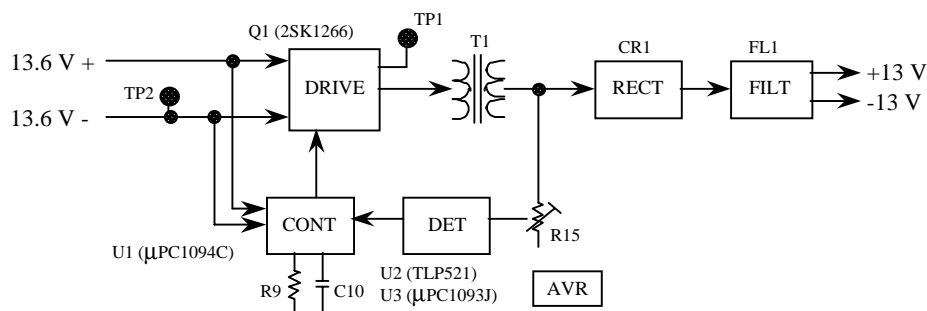 TP1
Q1 (2SK1266)
T1
CR1
FL1
13.6 V +
DRIVE
RECT
FILT
+13 V
-13 V
TP2
13.6 V -
CONT
DET
R15
U1 (μPC1094C)
R9
C10
U2 (TLP521)
U3 (μPC1093J)
AVR